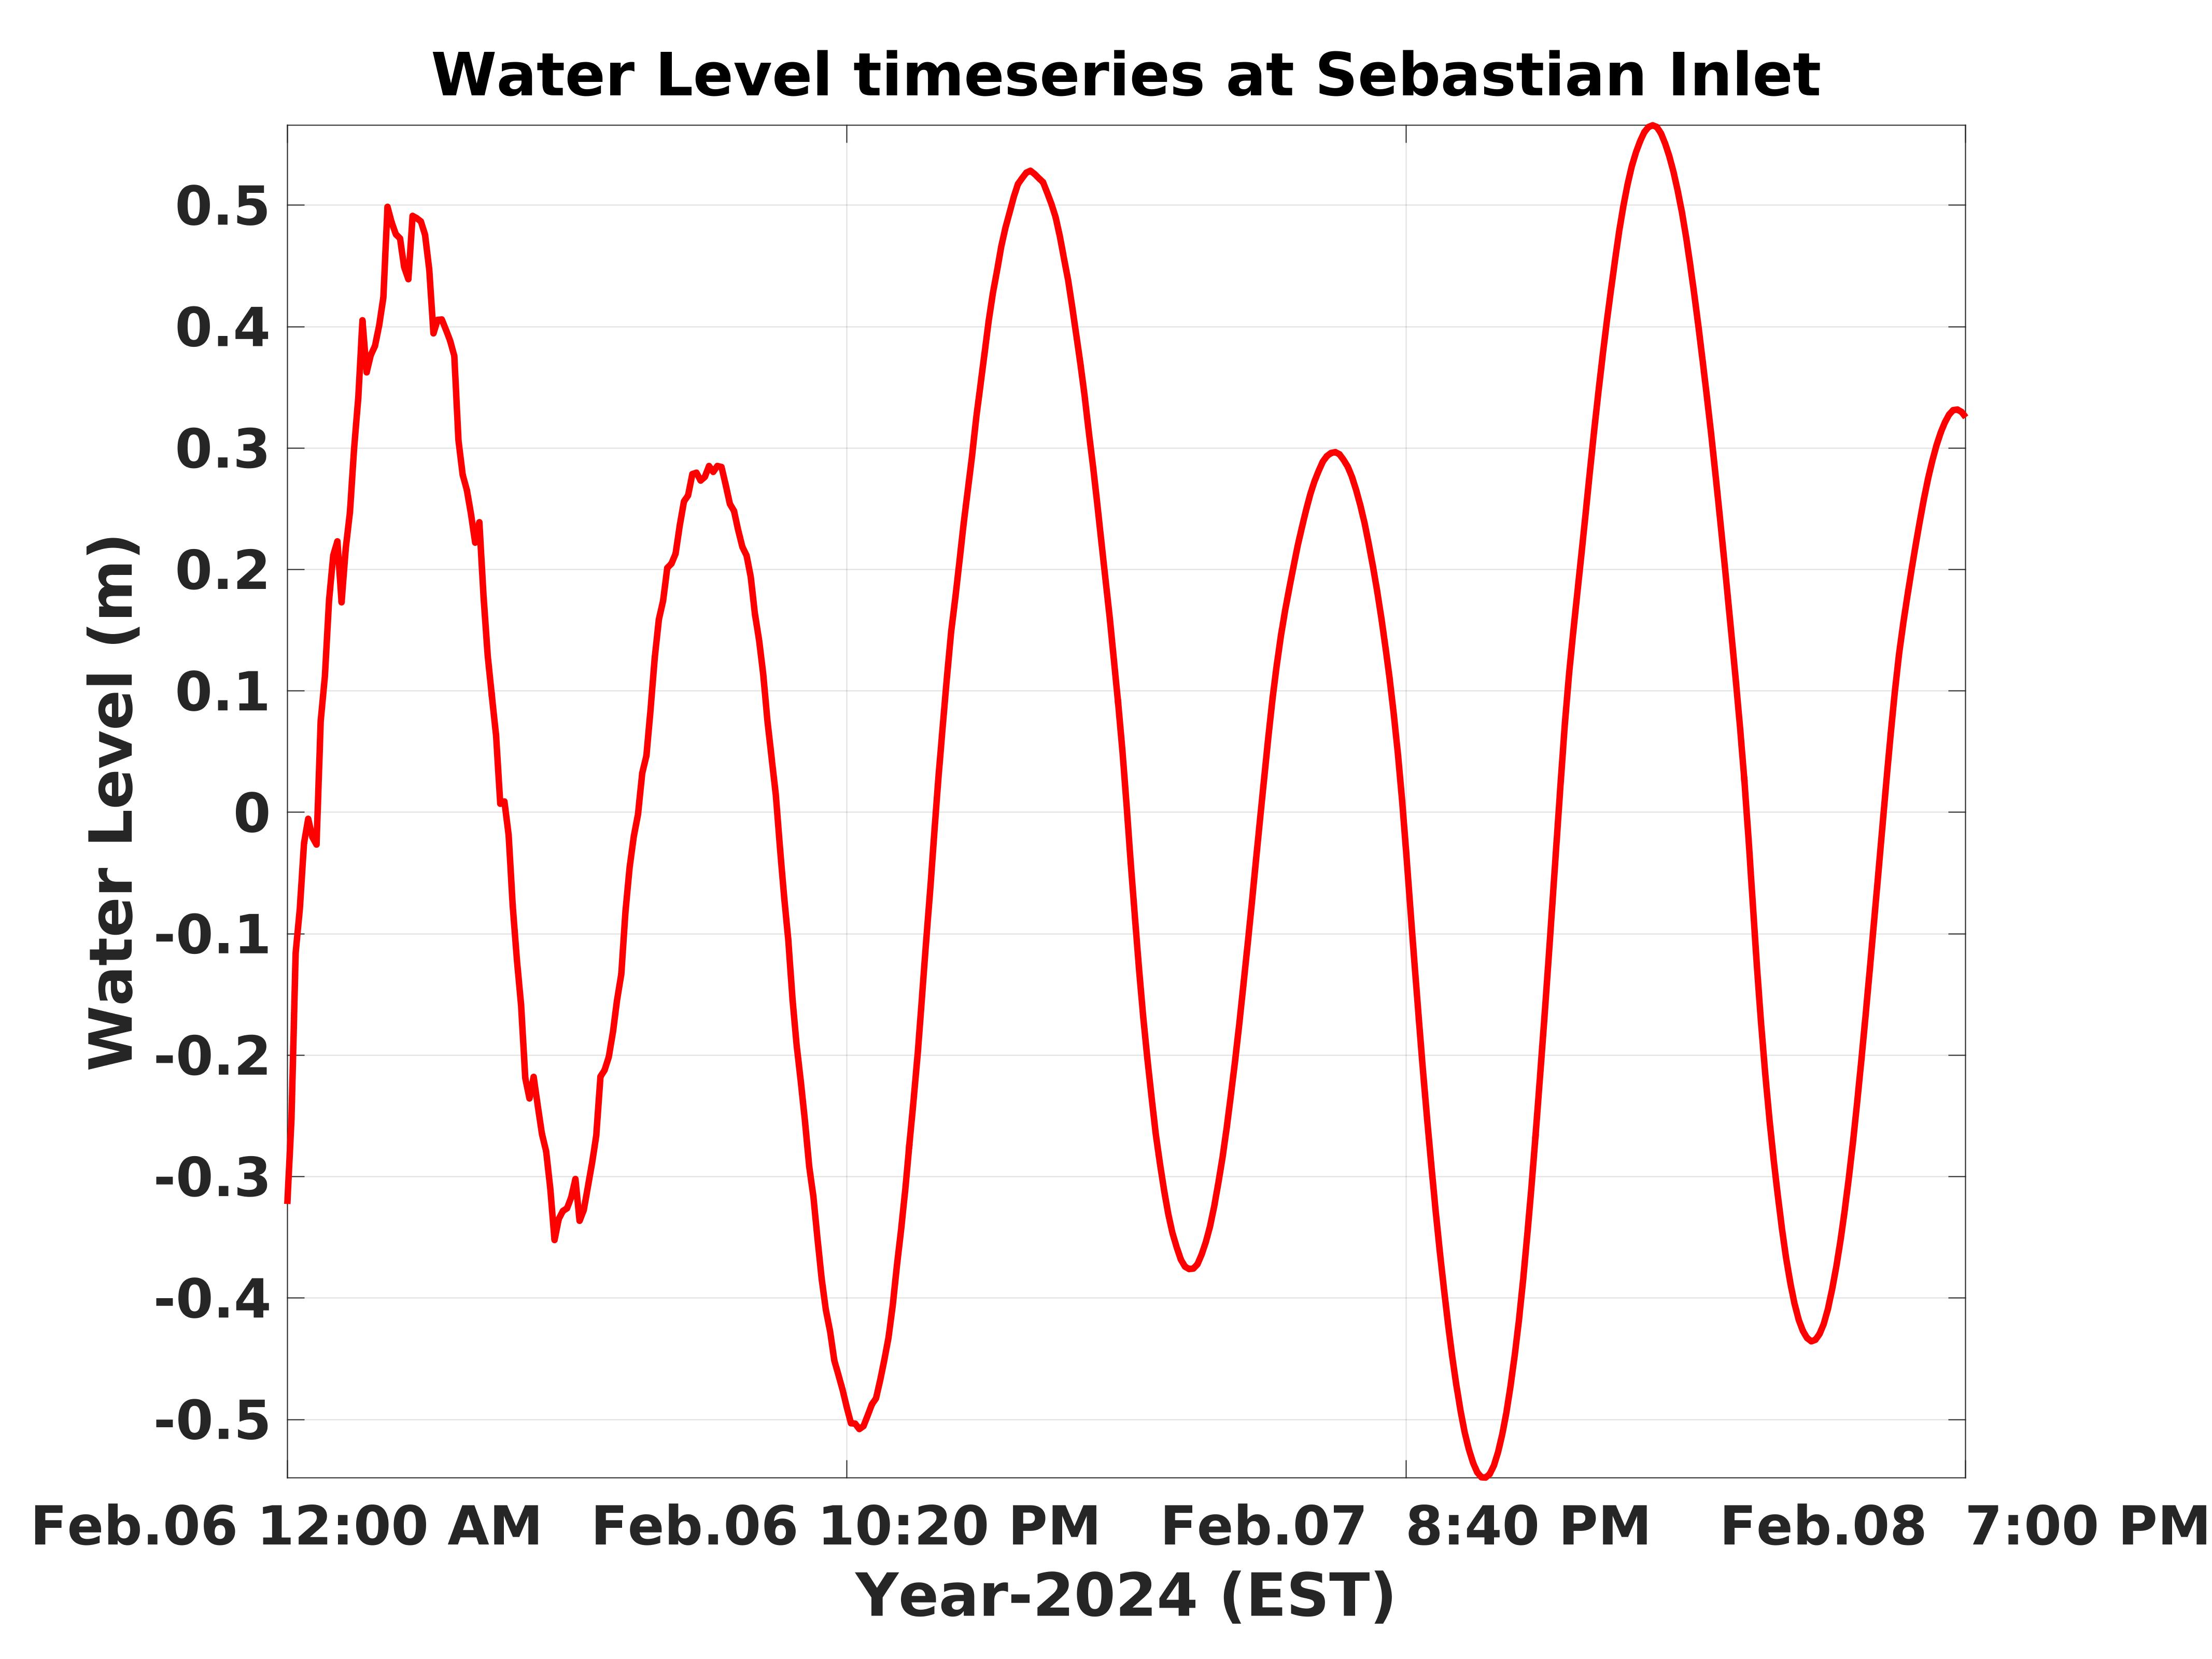 Water Level timeseries at Sebastian Inlet
Water Level (m)
0.5
0.4
0.3
0.2
0.1
0
-0.1
-0.2
-0.3
-0.4
-0.5
Feb.06 12:00 AM Feb.06 10:20 PM Feb.07 8:40 PM Feb.08 7:00 PM
Year-2024 (EST)